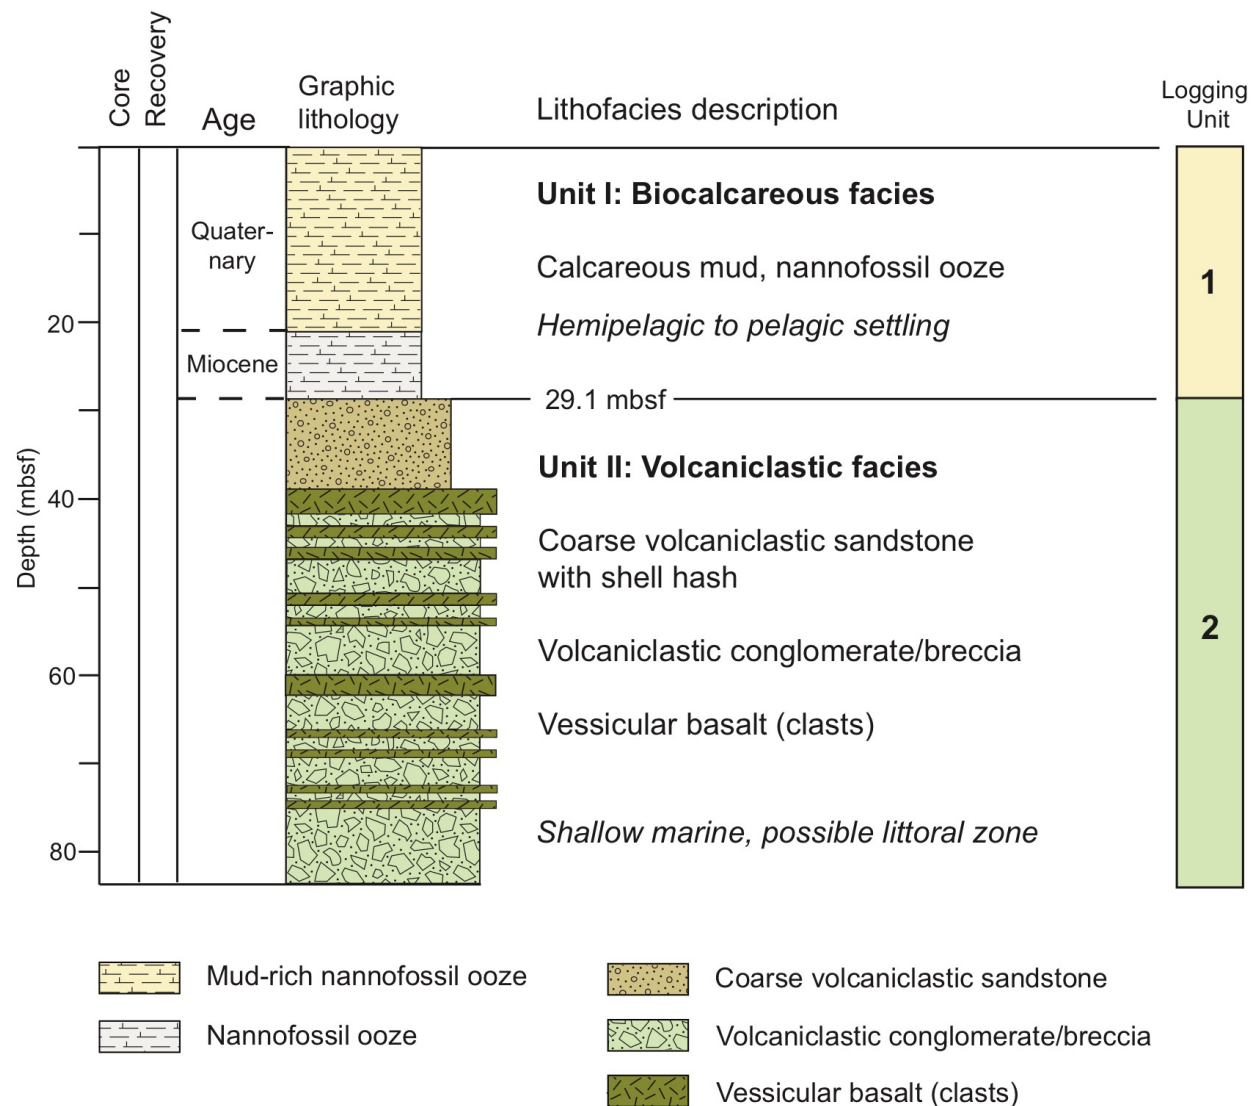 Core
Recovery
Age
Graphic
lithology
Lithofacies description
Logging
Unit
Unit I: Biocalcareous facies
Quater-
nary
Calcareous mud, nannofossil ooze
1
20
Hemipelagic to pelagic settling
Miocene
29.1 mbsf
Unit II: Volcaniclastic facies
Depth (mbsf)
40
Coarse volcaniclastic sandstone
with shell hash
2
Volcaniclastic conglomerate/breccia
60
Vessicular basalt (clasts)
Shallow marine, possible littoral zone
80
Mud-rich nannofossil ooze
Nannofossil ooze
Coarse volcaniclastic sandstone
Volcaniclastic conglomerate/breccia
Vessicular basalt (clasts)